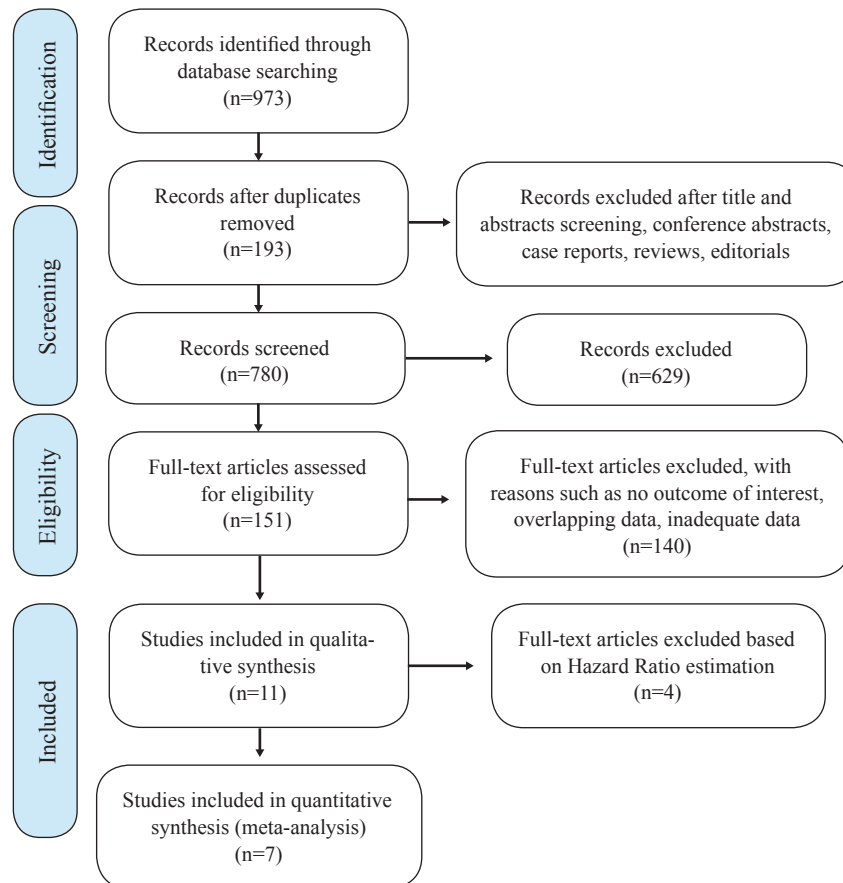 Identification
Records identified through
database searching
(n=973)
Records after duplicates
removed
(n=193)
Records excluded after title and
abstracts screening, conference abstracts,
case reports, reviews, editorials
Screening
Records screened
(n=780)
Records excluded
(n=629)
Eligibility
Full-text articles assessed
for eligibility
(n=151)
Full-text articles excluded, with
reasons such as no outcome of interest,
overlapping data, inadequate data
(n=140)
Included
Studies included in qualita-
tive synthesis
(n=11)
Full-text articles excluded based
on Hazard Ratio estimation
(n=4)
Studies included in quantitative
synthesis (meta-analysis)
(n=7)